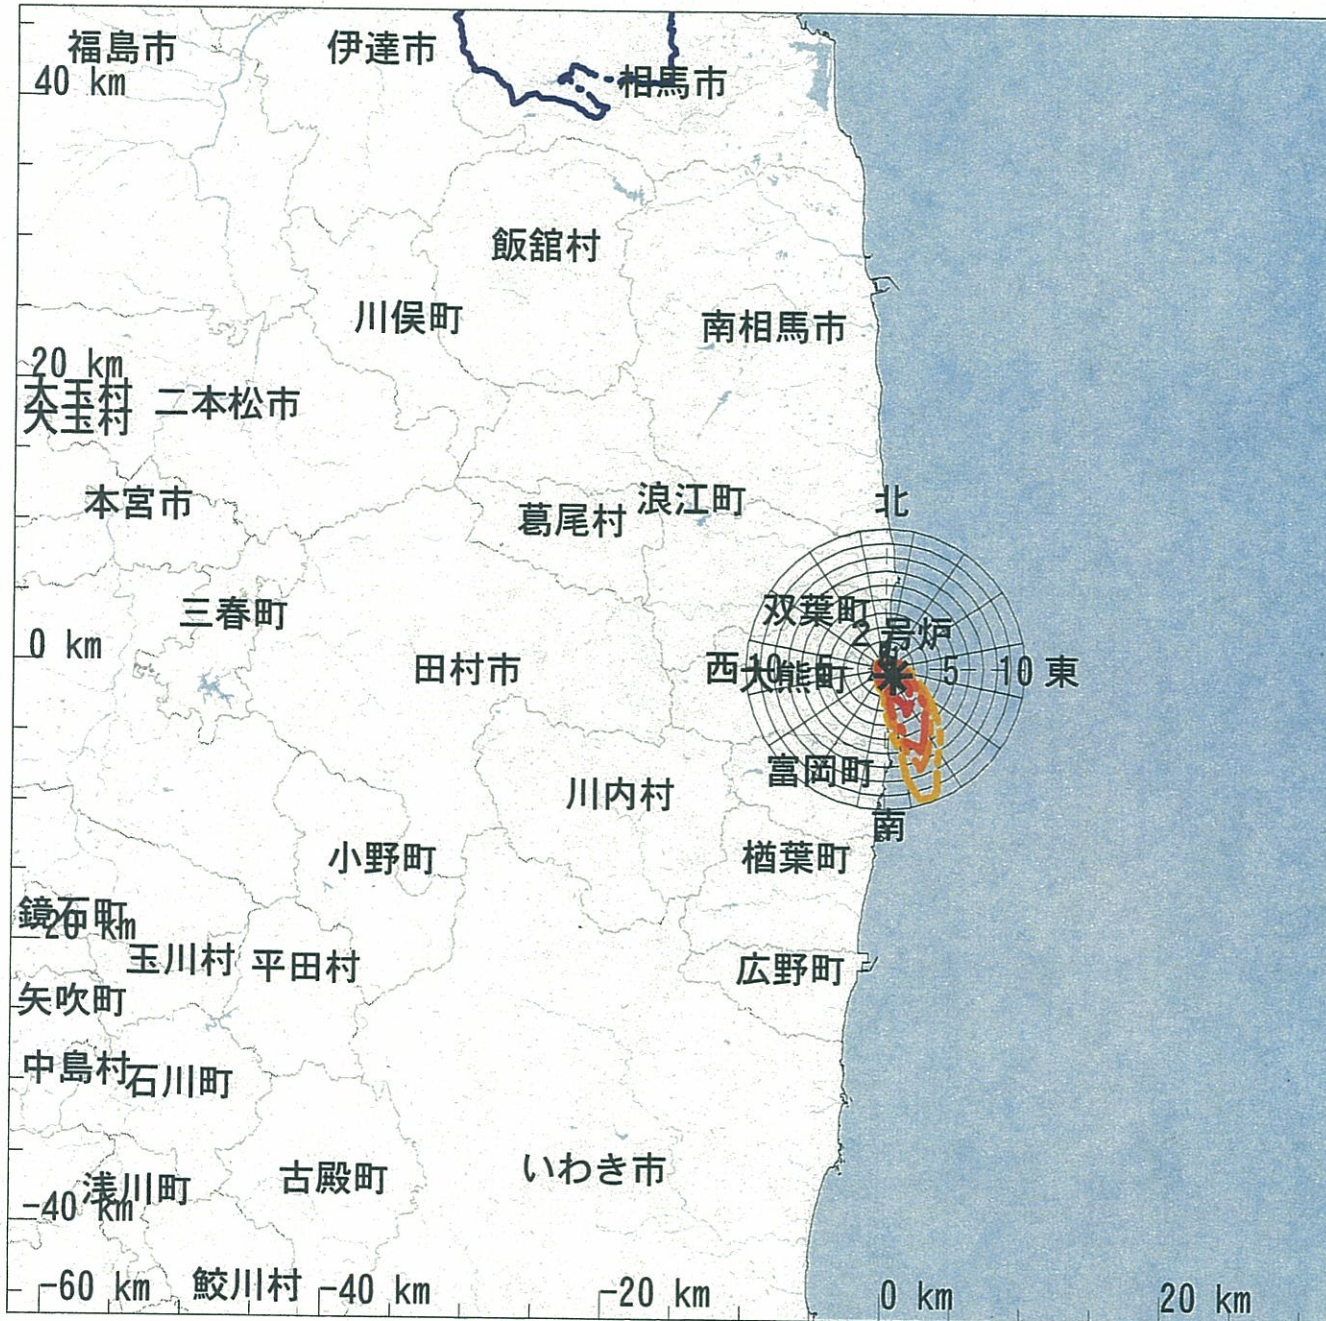 福島市 伊達市
40 km 相馬市
飯舘村
川俣町 南相馬市
20 km
大玉村
大玉村 二本松市
本宮市 葛尾村 浪江町 北
三春町 双葉町
2号炉
0 km 田村市 西 10 大熊町 5 10 東
川内村 富岡町
南
小野町 楢葉町
鏡石町
-20 km
玉川村 平田村 広野町
矢吹町
中島村 石川町
浅川町 古殿町 いわき市
-40 km
-60 km 鮫川村 -40 km -20 km 0 km 20 km